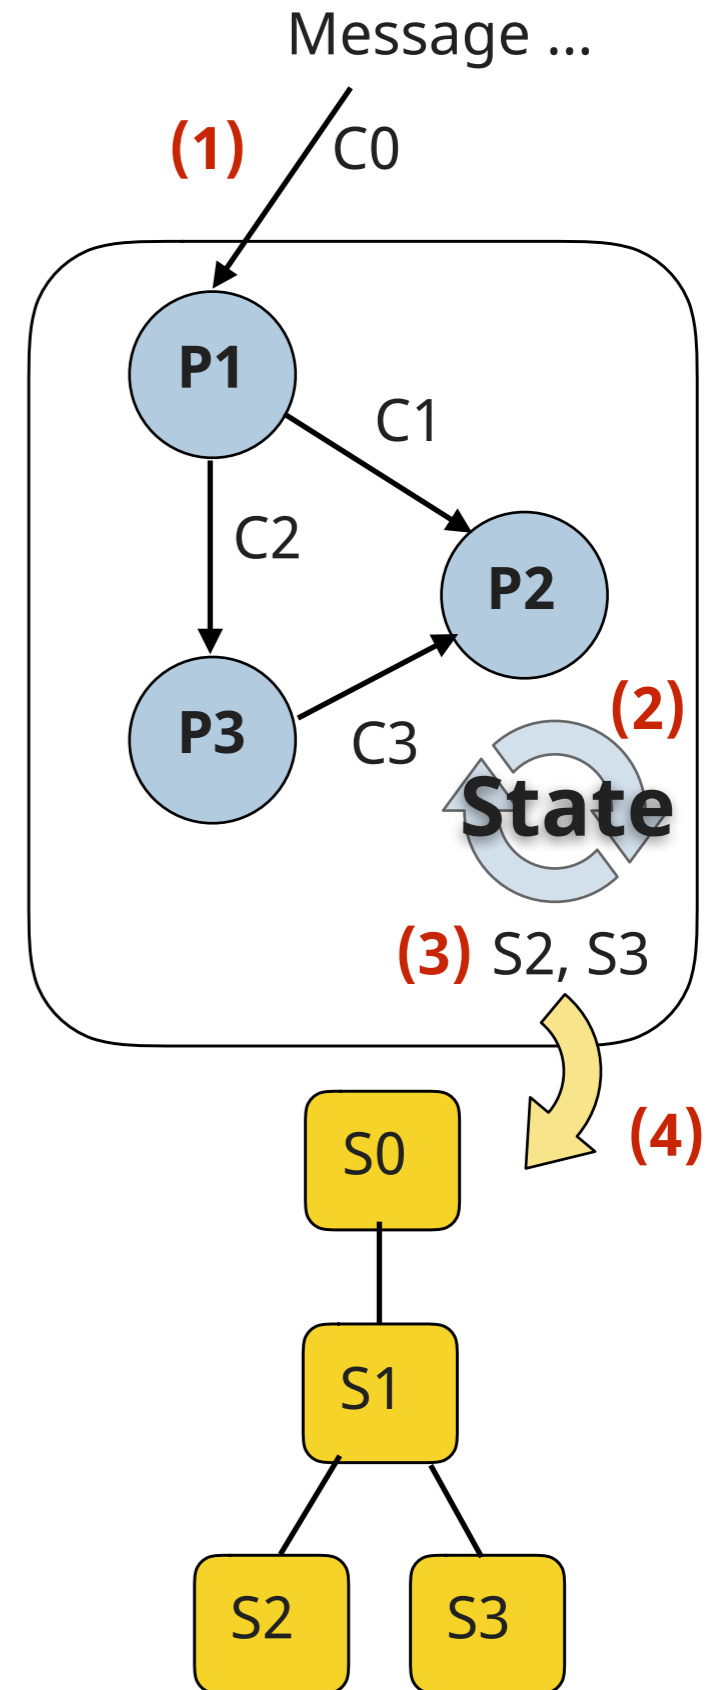 Message ...
(1)
C0
P1
C1
C2
P2
P3
C3
(2)
State
(3) S2, S3
(4)
S0
S1
S2
S3